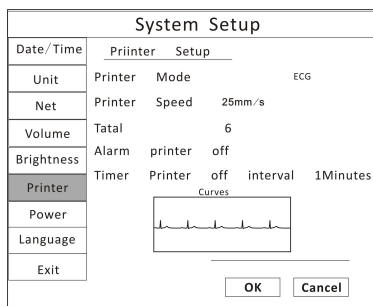 System Setup
Date/Time
Unit
Net
Volume
Brightness
Printer
Power
Language
Exit
Priinter Setup
Printer Mode ECG
Printer Speed 25mm/s
Tatal 6
Alarm printer off
Timer Printer off interval 1Minutes
Curves
OK Cancel